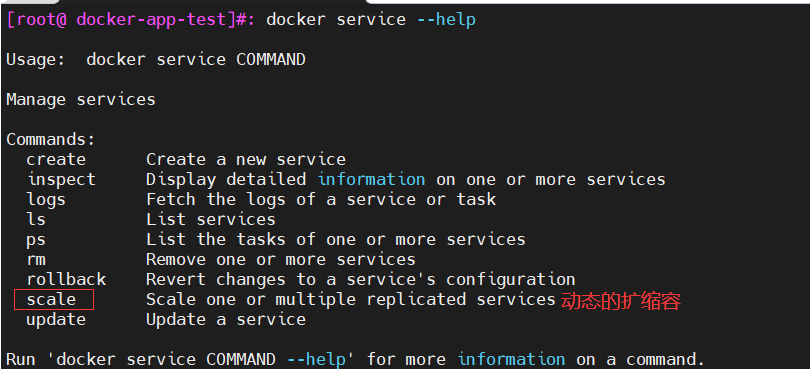 [root@ docker-app-test]#: docker service --help
Usage:  docker service COMMAND
Manage services
Commands:
  create      Create a new service
  inspect     Display detailed information on one or more services
  logs        Fetch the logs of a service or task
  ls          List services
  ps          List the tasks of one or more services
  rm          Remove one or more services
  rollback    Revert changes to a service's configuration
  scale       Scale one or multiple replicated services 动态的扩缩容
  update      Update a service
Run 'docker service COMMAND --help' for more information on a command.